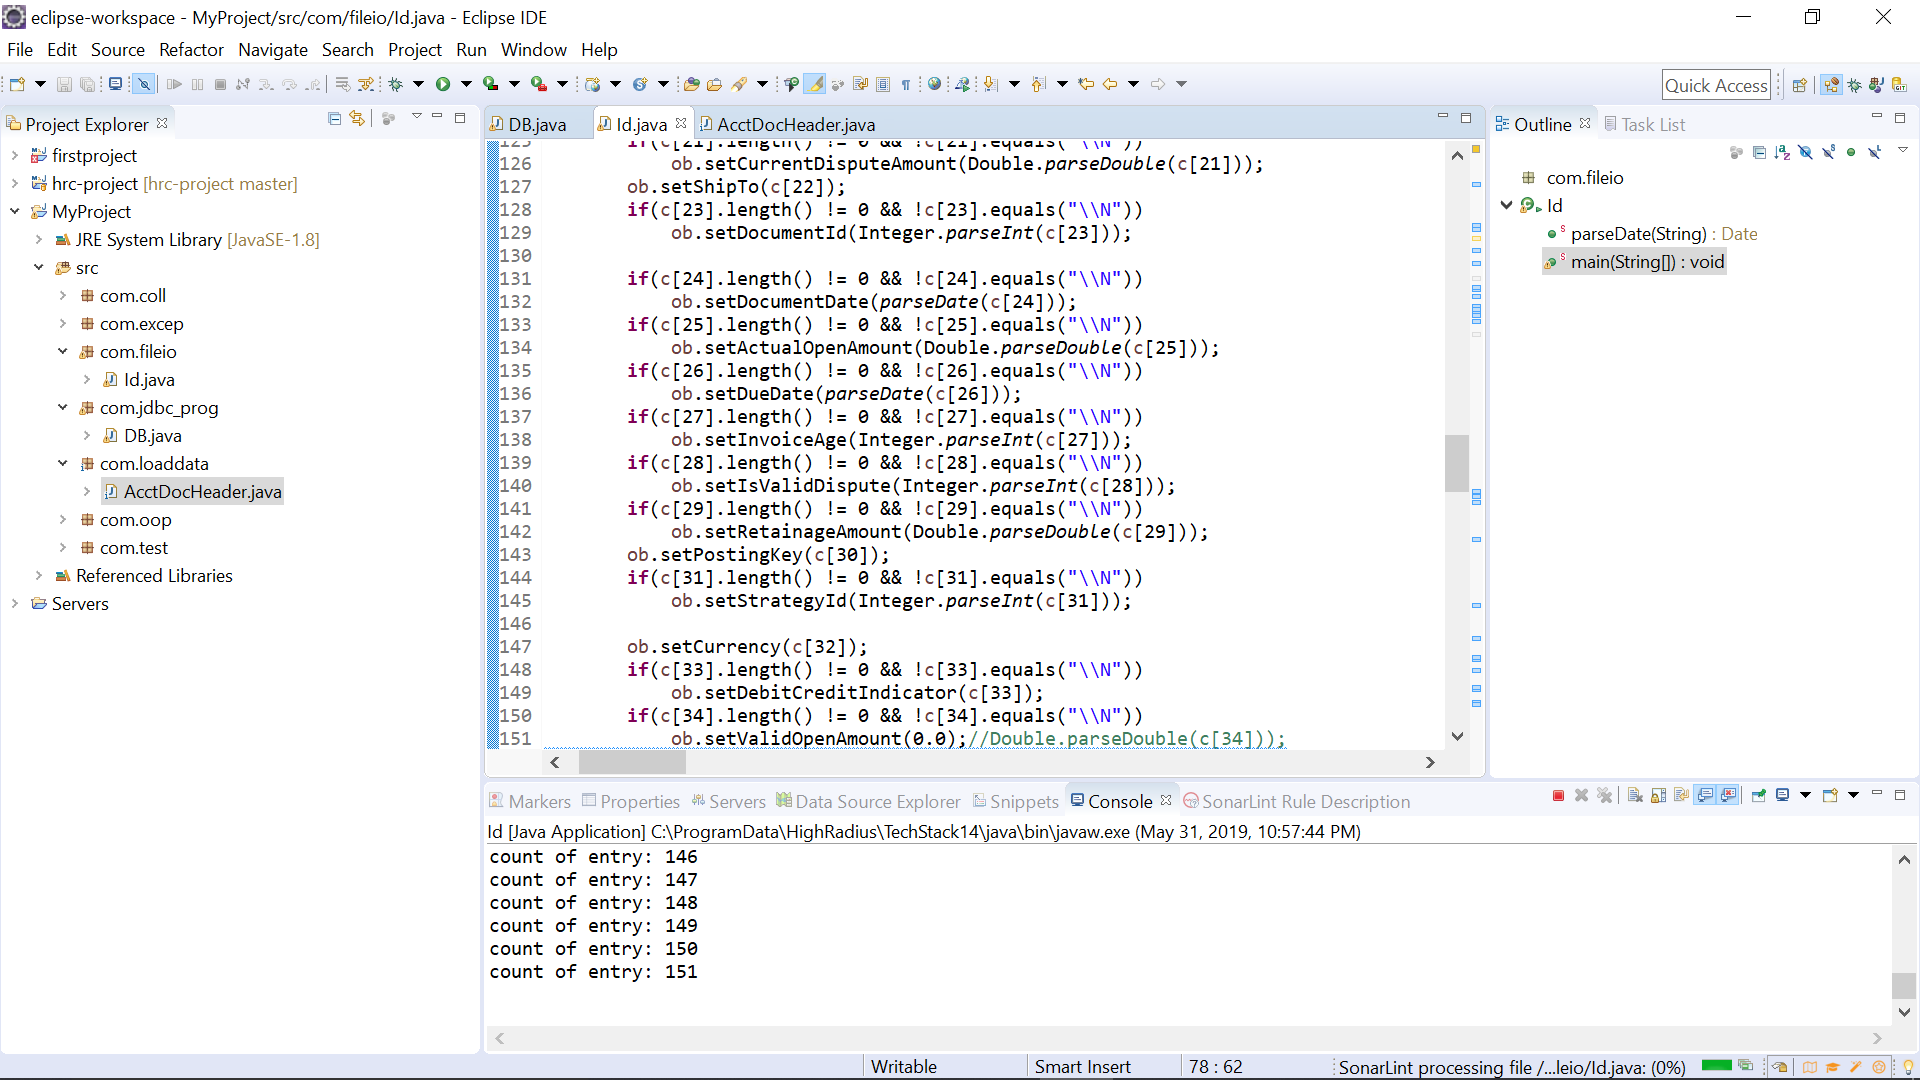 eclipse-workspace - MyProject/src/com/fileio/Id.java - Eclipse IDE
File Edit Source Refactor Navigate Search Project Run Window Help
Quick Access
Project Explorer
firstproject
hrc-project [hrc-project master]
MyProject
JRE System Library [JavaSE-1.8]
src
com.coll
com.excep
com.fileio
Id.java
com.jdbc_prog
DB.java
com.loaddata
AcctDocHeader.java
com.oop
com.test
Referenced Libraries
Servers
DB.java Id.java AcctDocHeader.java
125 if(c[21].length() != 0 && !c[21].equals("\\N"))
126 ob.setCurrentDisputeAmount(Double.parseDouble(c[21]));
127 ob.setShipTo(c[22]);
128 if(c[23].length() != 0 && !c[23].equals("\\N"))
129 ob.setDocumentId(Integer.parseInt(c[23]));
130
131 if(c[24].length() != 0 && !c[24].equals("\\N"))
132 ob.setDocumentDate(parseDate(c[24]));
133 if(c[25].length() != 0 && !c[25].equals("\\N"))
134 ob.setActualOpenAmount(Double.parseDouble(c[25]));
135 if(c[26].length() != 0 && !c[26].equals("\\N"))
136 ob.setDueDate(parseDate(c[26]));
137 if(c[27].length() != 0 && !c[27].equals("\\N"))
138 ob.setInvoiceAge(Integer.parseInt(c[27]));
139 if(c[28].length() != 0 && !c[28].equals("\\N"))
140 ob.setIsValidDispute(Integer.parseInt(c[28]));
141 if(c[29].length() != 0 && !c[29].equals("\\N"))
142 ob.setRetainageAmount(Double.parseDouble(c[29]));
143 ob.setPostingKey(c[30]);
144 if(c[31].length() != 0 && !c[31].equals("\\N"))
145 ob.setStrategyId(Integer.parseInt(c[31]));
146
147 ob.setCurrency(c[32]);
148 if(c[33].length() != 0 && !c[33].equals("\\N"))
149 ob.setDebitCreditIndicator(c[33]);
150 if(c[34].length() != 0 && !c[34].equals("\\N"))
151 ob.setValidOpenAmount(0.0);//Double.parseDouble(c[34]));
Outline Task List
com.fileio
Id
parseDate(String) : Date
main(String[]) : void
Markers Properties Servers Data Source Explorer Snippets Console SonarLint Rule Description
Id [Java Application] C:\ProgramData\HighRadius\TechStack14\java\bin\javaw.exe (May 31, 2019, 10:57:44 PM)
count of entry: 146
count of entry: 147
count of entry: 148
count of entry: 149
count of entry: 150
count of entry: 151
Writable Smart Insert 78 : 62 SonarLint processing file /...leio/Id.java: (0%)